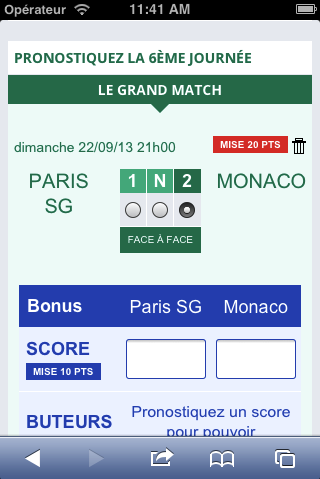 Opérateur 11:41 AM
PRONOSTIQUEZ LA 6ÈME JOURNÉE
LE GRAND MATCH
dimanche 22/09/13 21h00 MISE 20 PTS
PARIS SG 1 N 2 MONACO
FACE À FACE
Bonus Paris SG Monaco
SCORE
MISE 10 PTS
BUTEURS Pronostiquez un score
pour pouvoir